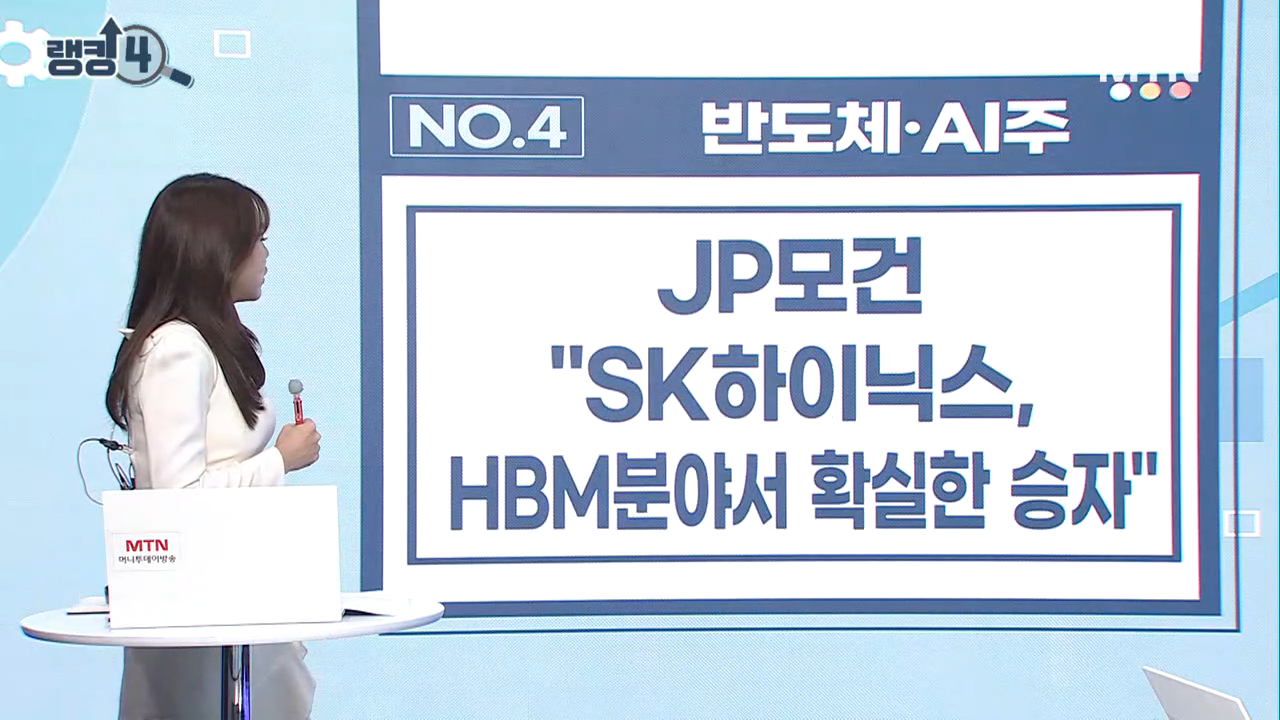 랭킹4
MTN
NO.4
반도체·AI주
JP모건
"SK하이닉스,
HBM분야서 확실한 승자"
MTN
머니투데이방송